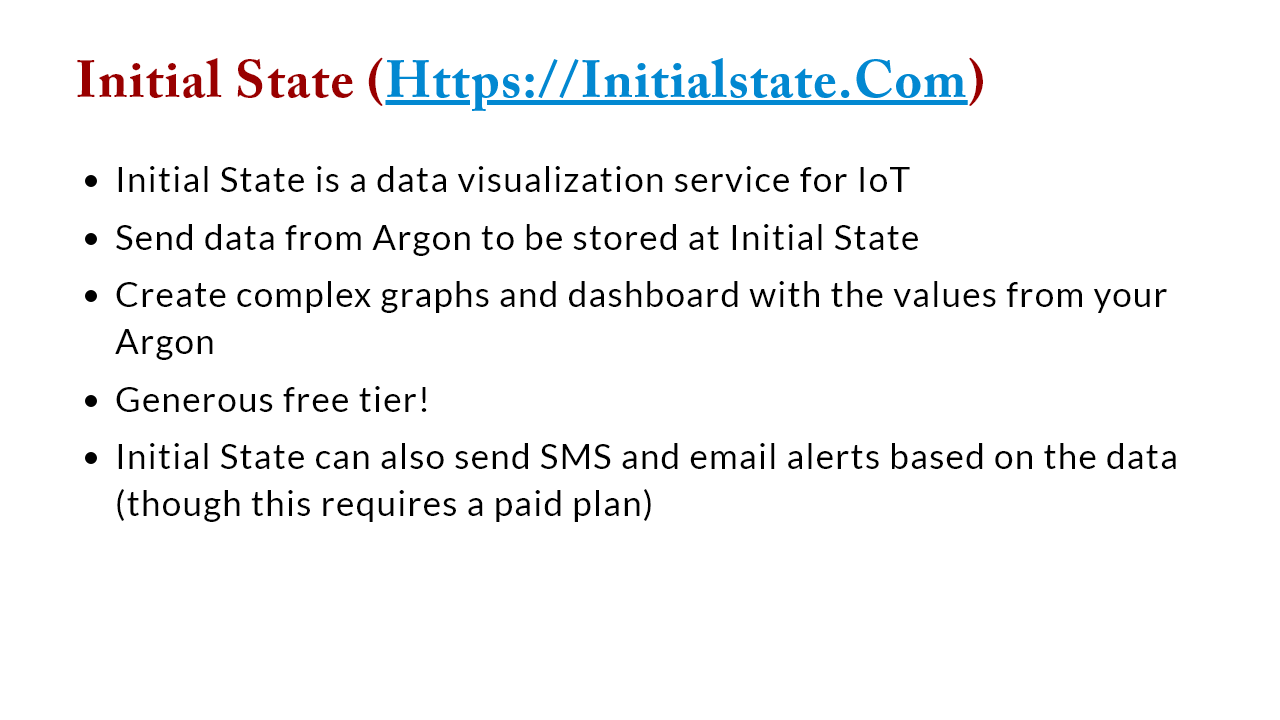 Initial State (Https://Initialstate.Com)
• Initial State is a data visualization service for IoT
• Send data from Argon to be stored at Initial State
• Create complex graphs and dashboard with the values from your
Argon
• Generous free tier!
• Initial State can also send SMS and email alerts based on the data
(though this requires a paid plan)